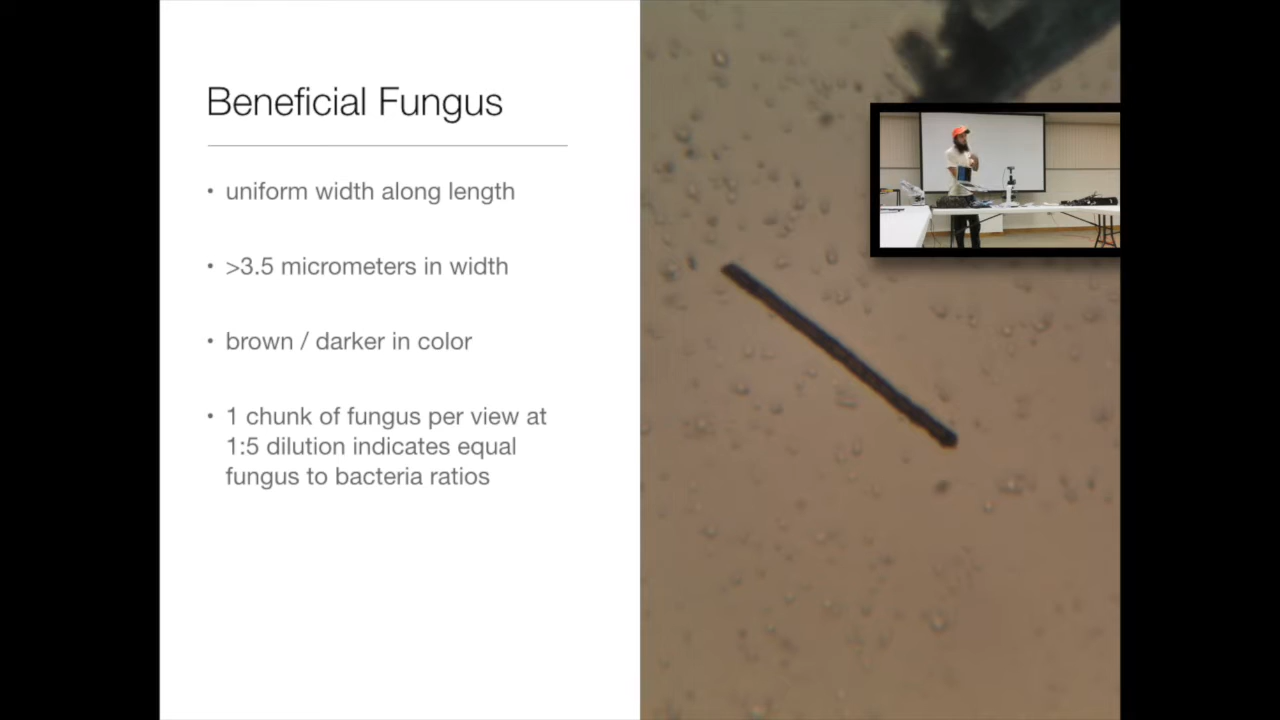 Beneficial Fungus
• uniform width along length
• >3.5 micrometers in width
• brown / darker in color
• 1 chunk of fungus per view at
1:5 dilution indicates equal
fungus to bacteria ratios